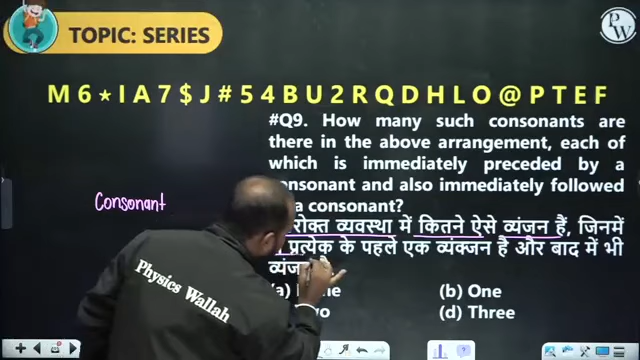 TOPIC: SERIES
PW
M 6 ★ I A 7 $ J # 5 4 B U 2 R Q D H L O @ P T E F
#Q9. How many such consonants are
there in the above arrangement, each of
which is immediately preceded by a
consonant and also immediately followed
a consonant?
Consonant
व्यवस्था में कितने ऐसे व्यंजन हैं, जिनमें
प्रत्येक के पहले एक व्यंक्जन है और बाद में भी
(b) One
(d) Three
Physics Wallah